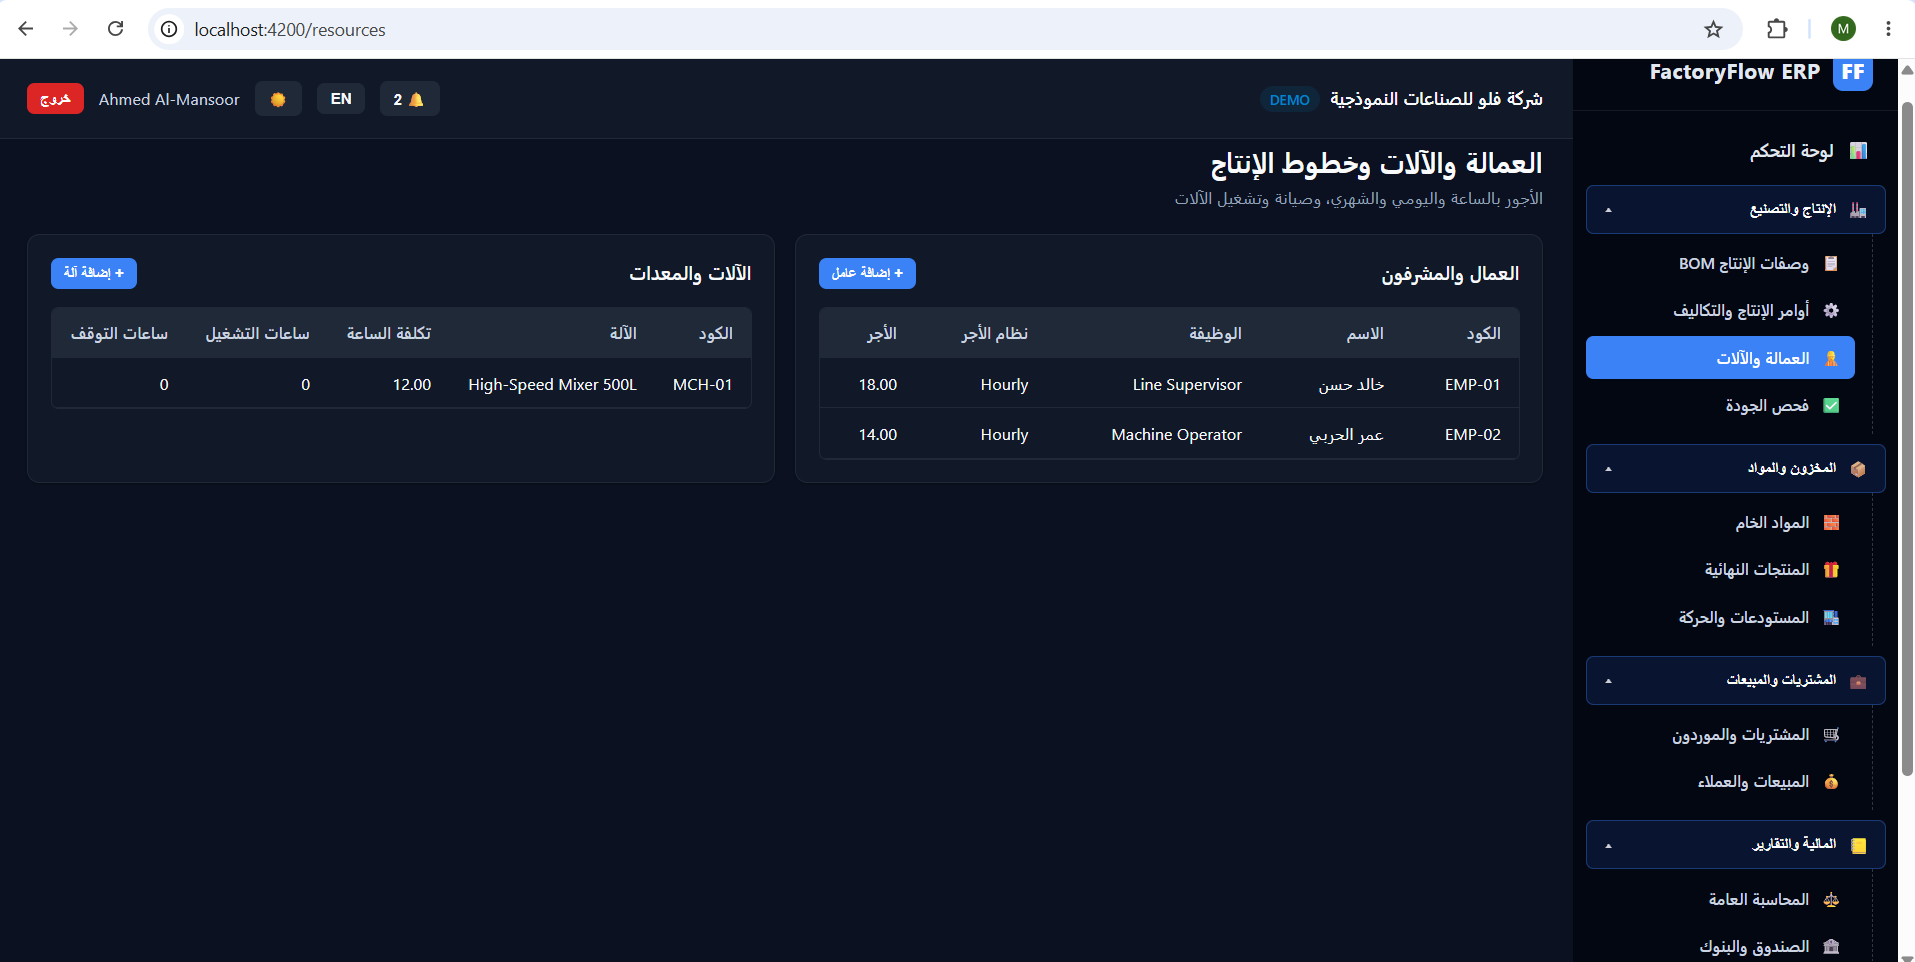 localhost:4200/resources
M
FactoryFlow ERP FF
شركة فلو للصناعات النموذجية DEMO
2 EN Ahmed Al-Mansoor خروج
العمالة والآلات وخطوط الإنتاج
الأجور بالساعة واليومي والشهري، وصيانة وتشغيل الآلات
العمال والمشرفون
+ إضافة عامل
الكود الاسم الوظيفة نظام الأجر الأجر
EMP-01 خالد حسن Line Supervisor Hourly 18.00
EMP-02 عمر الحربي Machine Operator Hourly 14.00
الآلات والمعدات
+ إضافة آلة
الكود الآلة تكلفة الساعة ساعات التشغيل ساعات التوقف
MCH-01 High-Speed Mixer 500L 12.00 0 0
لوحة التحكم
الإنتاج والتصنيع
وصفات الإنتاج BOM
أوامر الإنتاج والتكاليف
العمالة والآلات
فحص الجودة
المخزون والمواد
المواد الخام
المنتجات النهائية
المستودعات والحركة
المشتريات والمبيعات
المشتريات والموردون
المبيعات والعملاء
المالية والتقارير
المحاسبة العامة
الصندوق والبنوك